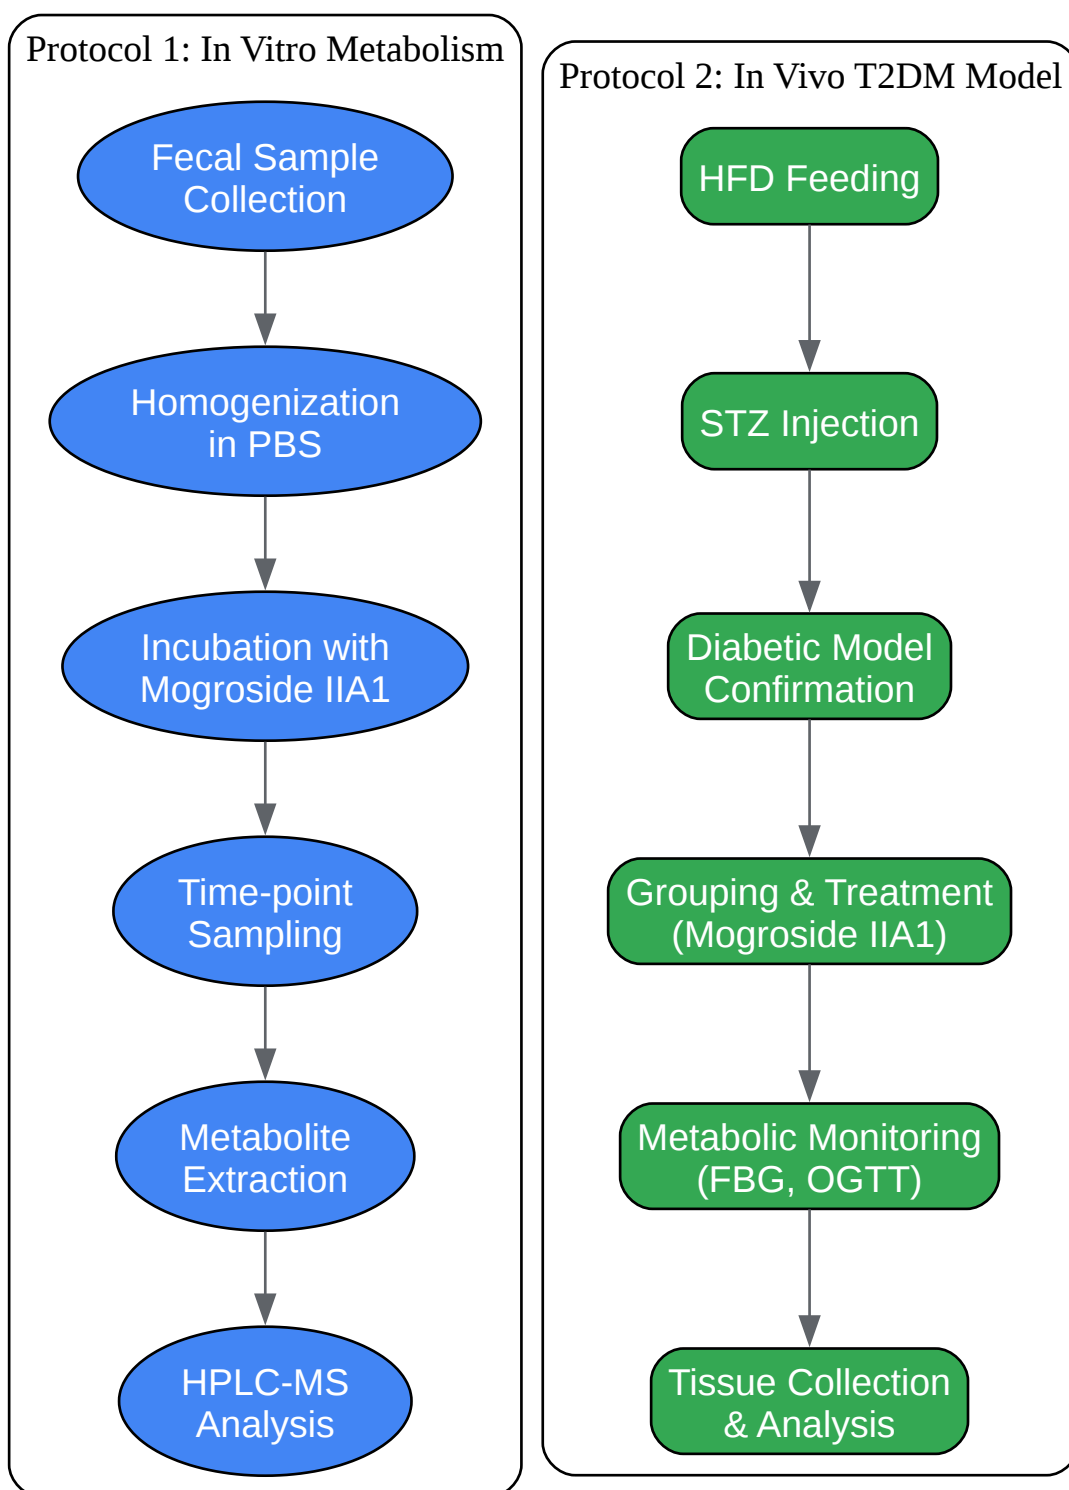 Protocol 1: In Vitro Metabolism
Fecal Sample
Collection
Homogenization
in PBS
Incubation with
Mogroside IIA1
Time-point
Sampling
Metabolite
Extraction
HPLC-MS
Analysis
Protocol 2: In Vivo T2DM Model
HFD Feeding
STZ Injection
Diabetic Model
Confirmation
Grouping & Treatment
(Mogroside IIA1)
Metabolic Monitoring
(FBG, OGTT)
Tissue Collection
& Analysis